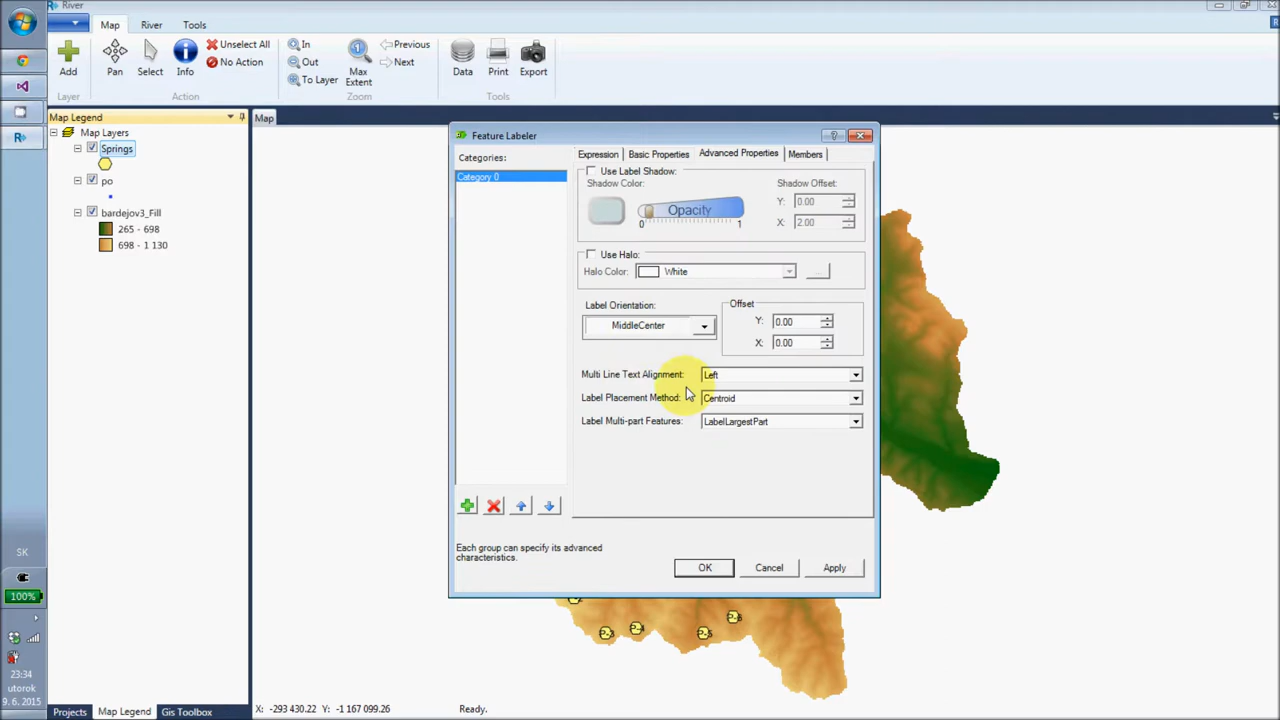 River
Map River Tools
Add
Layer
Pan
Select
Info
Unselect All
No Action
Action
In
Out
To Layer
Max
Extent
Previous
Next
Zoom
Data
Print
Export
Tools
Map Legend
Map
Map Layers
Springs
po
bardejov3_Fill
265 - 698
698 - 1 130
Feature Labeler
Categories:
Category 0
Expression Basic Properties Advanced Properties Members
Use Label Shadow:
Shadow Color:
Opacity
0 1
Shadow Offset:
Y: 0.00
X: 2.00
Use Halo:
Halo Color: White ...
Label Orientation:
MiddleCenter
Offset
Y: 0.00
X: 0.00
Multi Line Text Alignment: Left
Label Placement Method: Centroid
Label Multi-part Features: LabelLargestPart
Each group can specify its advanced
characteristics.
OK Cancel Apply
P-3
P-4
P-5
P-6
SK
100%
23:34
utorok
9. 6. 2015
Projects Map Legend Gis Toolbox
X: -293 430.22 Y: -1 167 099.26 Ready.